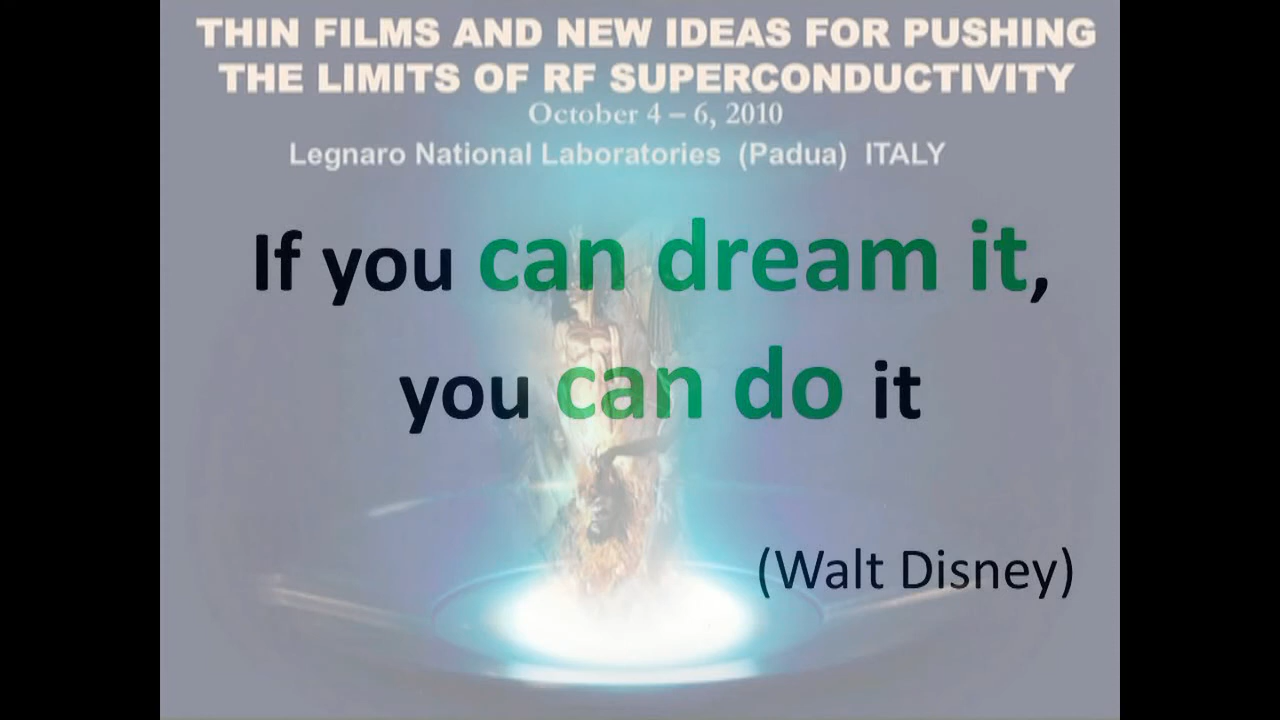 THIN FILMS AND NEW IDEAS FOR PUSHING
THE LIMITS OF RF SUPERCONDUCTIVITY
October 4 – 6, 2010
Legnaro National Laboratories (Padua) ITALY
If you can dream it,
you can do it
(Walt Disney)